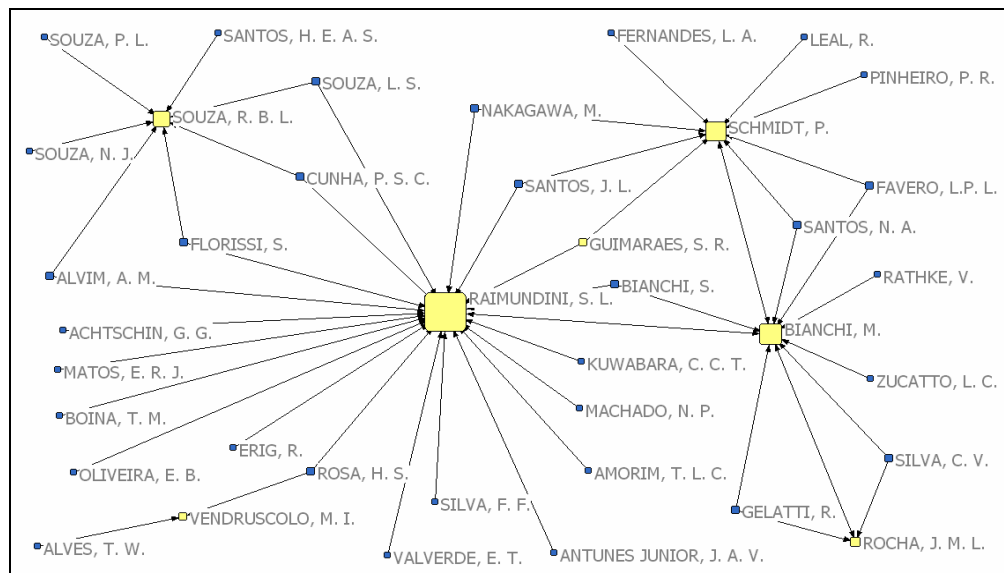 SOUZA, P. L.
SANTOS, H. E. A. S.
FERNANDES, L. A.
LEAL, R.
PINHEIRO, P. R.
SOUZA, L. S.
NAKAGAWA, M.
SOUZA, R. B. L.
SCHMIDT, P.
SOUZA, N. J.
CUNHA, P. S. C.
SANTOS, J. L.
FAVERO, L.P. L.
SANTOS, N. A.
FLORISSI, S.
GUIMARAES, S. R.
ALVIM, A. M.
RATHKE, V.
BIANCHI, S.
RAIMUNDINI, S. L.
ACHTSCHIN, G. G.
BIANCHI, M.
KUWABARA, C. C. T.
MATOS, E. R. J.
ZUCATTO, L. C.
MACHADO, N. P.
BOINA, T. M.
ERIG, R.
SILVA, C. V.
OLIVEIRA, E. B.
ROSA, H. S.
AMORIM, T. L. C.
SILVA, F. F.
GELATTI, R.
VENDRUSCOLO, M. I.
ROCHA, J. M. L.
ALVES, T. W.
VALVERDE, E. T.
ANTUNES JUNIOR, J. A. V.